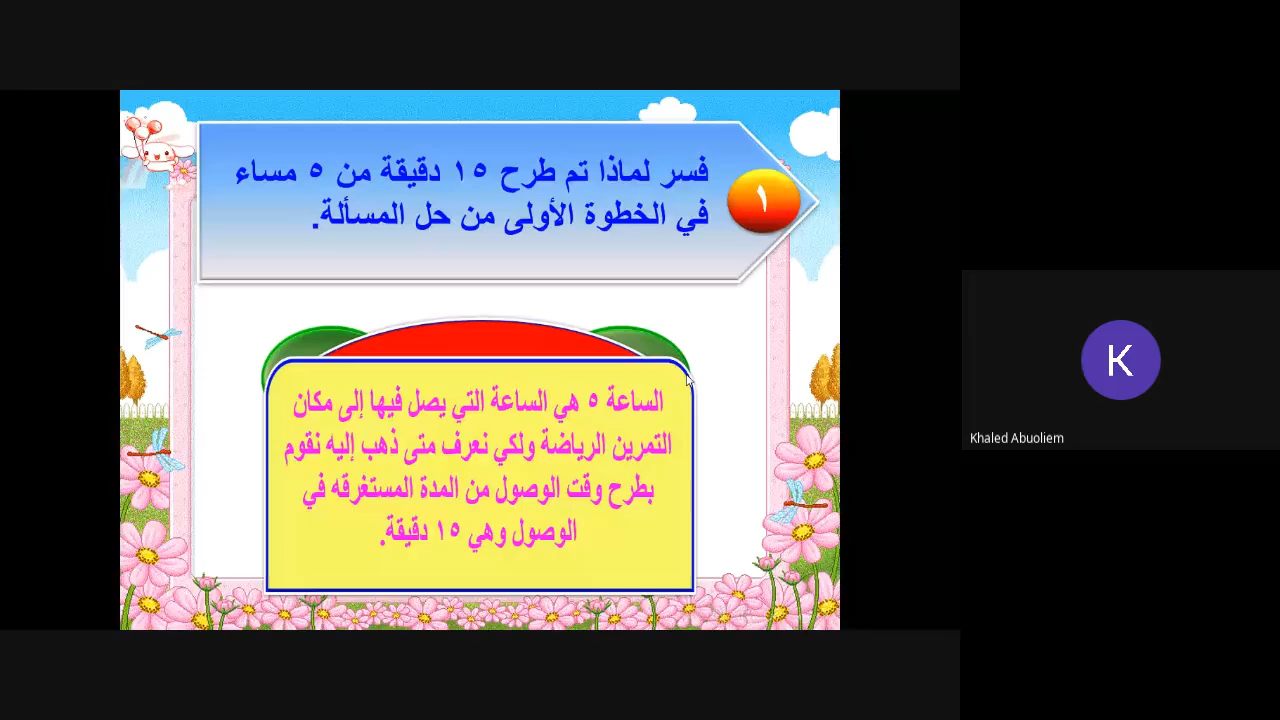 ١
فسر لماذا تم طرح ١٥ دقيقة من ٥ مساء
في الخطوة الأولى من حل المسألة.
الساعة ٥ هي الساعة التي يصل فيها إلى مكان
التمرين الرياضة ولكي نعرف متى ذهب إليه نقوم
بطرح وقت الوصول من المدة المستغرقه في
الوصول وهي ١٥ دقيقة.
K
Khaled Abuoliem